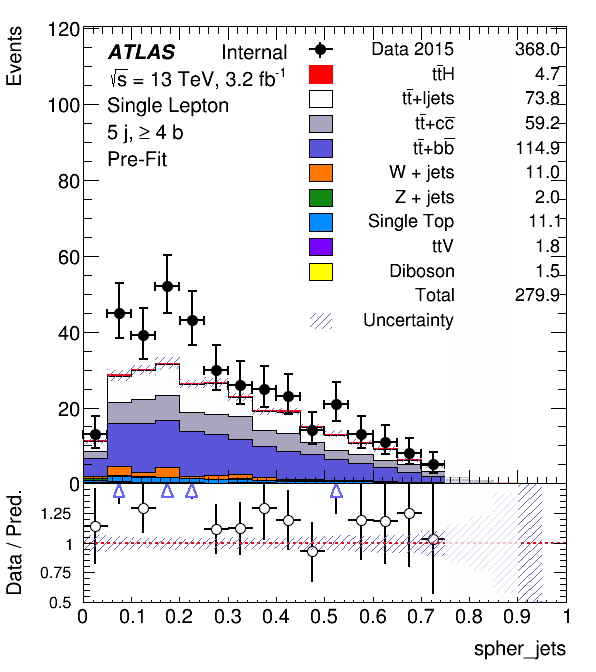 Events
120
100
80
60
40
20
0
ATLAS Internal
√s = 13 TeV, 3.2 fb⁻¹
Single Lepton
5 j, ≥ 4 b
Pre-Fit
Data 2015 368.0
tt̄H 4.7
tt̄+ljets 73.8
tt̄+cc̄ 59.2
tt̄+bb̄ 114.9
W + jets 11.0
Z + jets 2.0
Single Top 11.1
ttV 1.8
Diboson 1.5
Total 279.9
Uncertainty
Data / Pred.
1.25
1
0.75
0.5
0 0.1 0.2 0.3 0.4 0.5 0.6 0.7 0.8 0.9 1
spher_jets